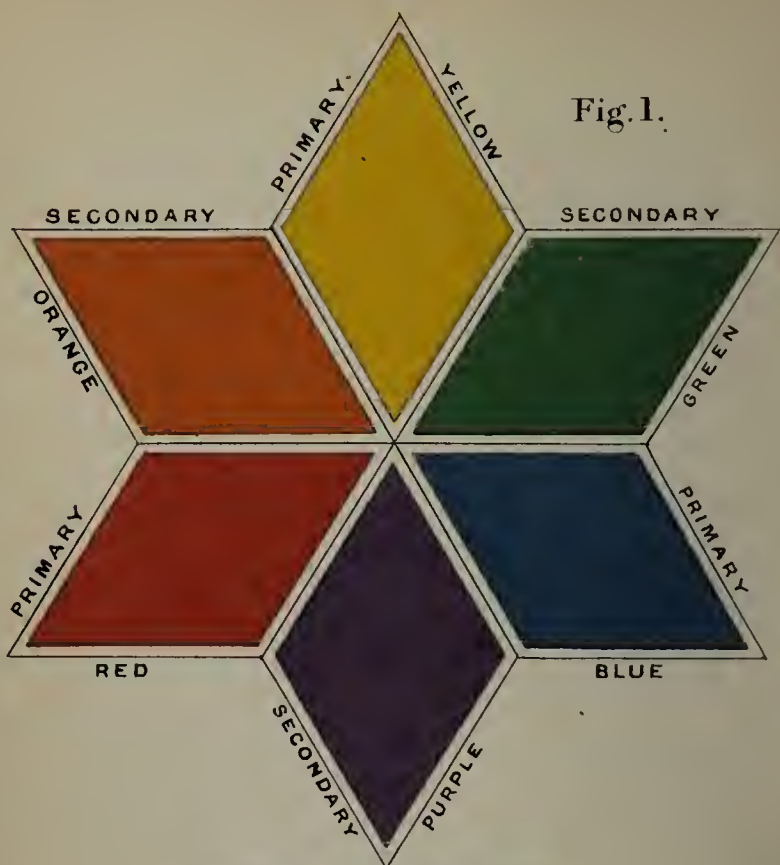 Fig. 1.
PRIMARY.
YELLOW
SECONDARY
ORANGE
SECONDARY
GREEN
PRIMARY
RED
PRIMARY
BLUE
SECONDARY
PURPLE